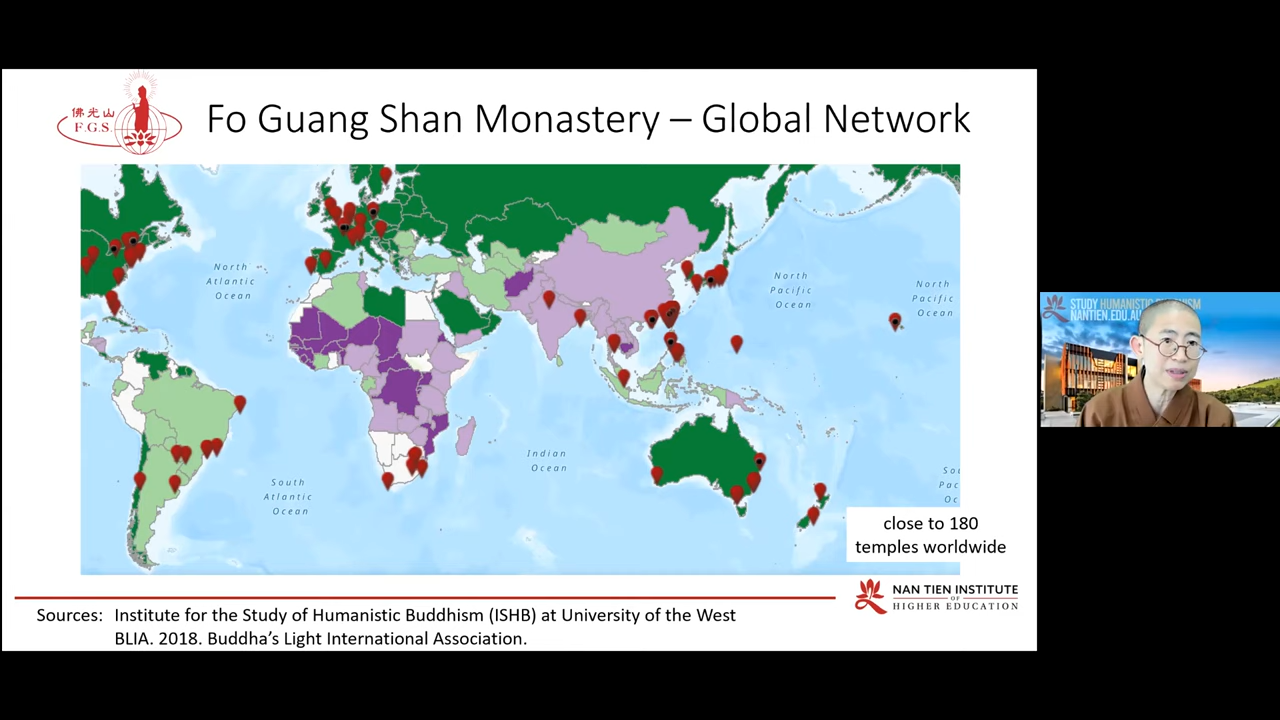 佛光山
F.G.S.
Fo Guang Shan Monastery – Global Network
North
Atlantic
Ocean
North
Pacific
Ocean
North
Pacific
Ocean
Indian
Ocean
South
Atlantic
Ocean
close to 180
temples worldwide
NAN TIEN INSTITUTE
OF
HIGHER EDUCATION
Sources: Institute for the Study of Humanistic Buddhism (ISHB) at University of the West
BLIA. 2018. Buddha's Light International Association.
STUDY HUMANISTIC
NANTIEN.EDU.AU